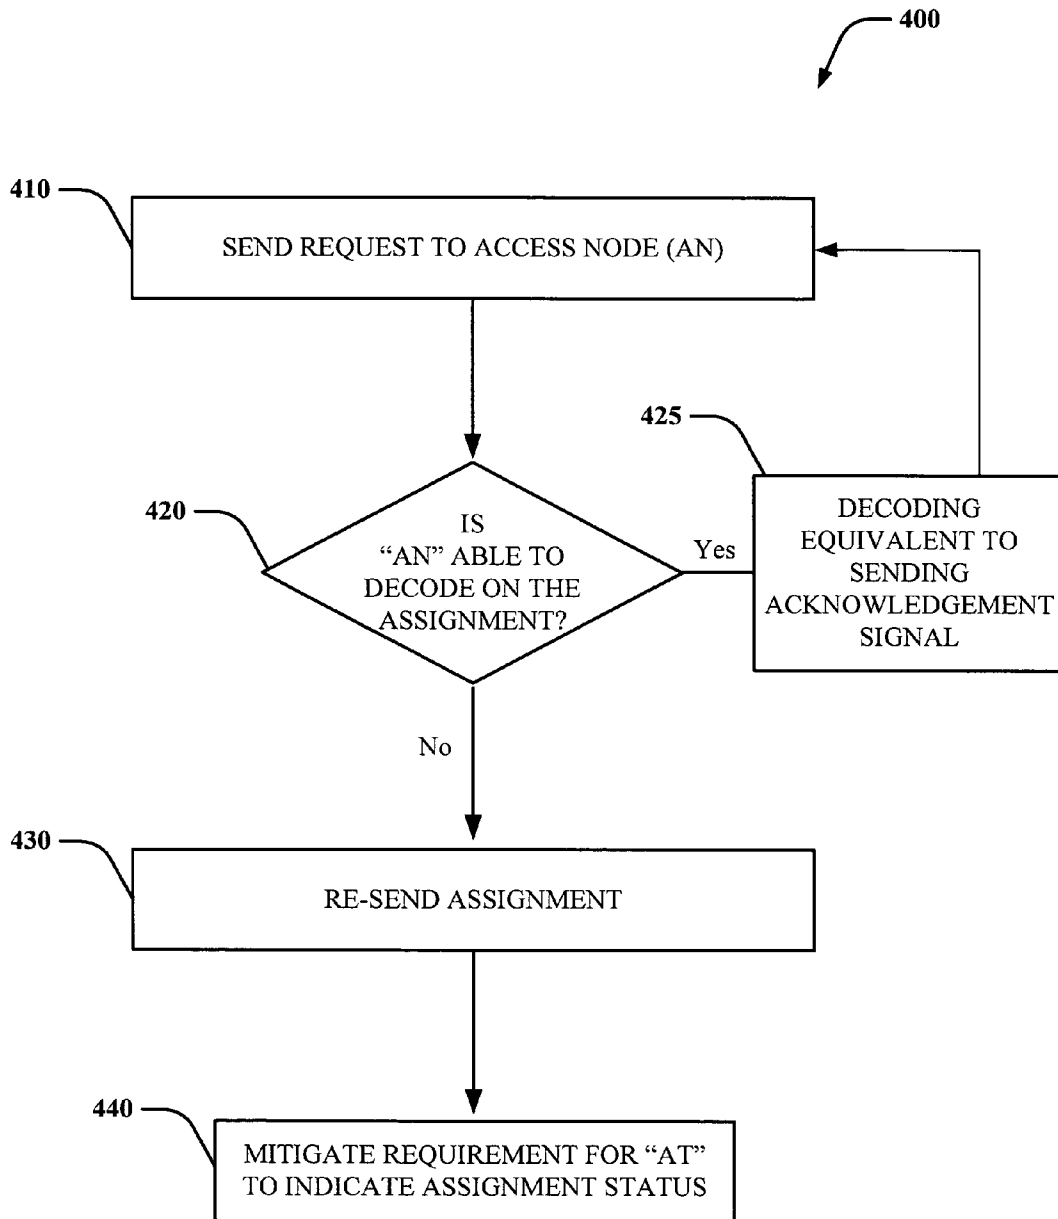 400
410
SEND REQUEST TO ACCESS NODE (AN)
425
420
IS
“AN” ABLE TO
DECODE ON THE
ASSIGNMENT?
Yes
DECODING
EQUIVALENT TO
SENDING
ACKNOWLEDGEMENT
SIGNAL
No
430
RE-SEND ASSIGNMENT
440
MITIGATE REQUIREMENT FOR “AT”
TO INDICATE ASSIGNMENT STATUS